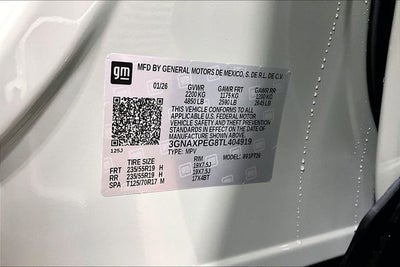 gm
MFD BY GENERAL MOTORS DE MEXICO, S. DE R.L. DE C.V.
01/26 GVWR GAWR FRT GAWR RR
2200 KG 1175 KG 1200 KG
4850 LB 2590 LB 2645 LB
THIS VEHICLE CONFORMS TO ALL
APPLICABLE U.S. FEDERAL MOTOR
VEHICLE SAFETY AND THEFT PREVENTION
STANDARDS IN EFFECT ON THE DATE OF
MANUFACTURE SHOWN ABOVE.
3GNAXPEG8TL404919
125J TYPE: MPV MODEL:
TIRE SIZE RIM
FRT 235/55R19 H 19X7.5J
RR 235/55R19 H 19X7.5J
SPA T125/70R17 M 17X4BT